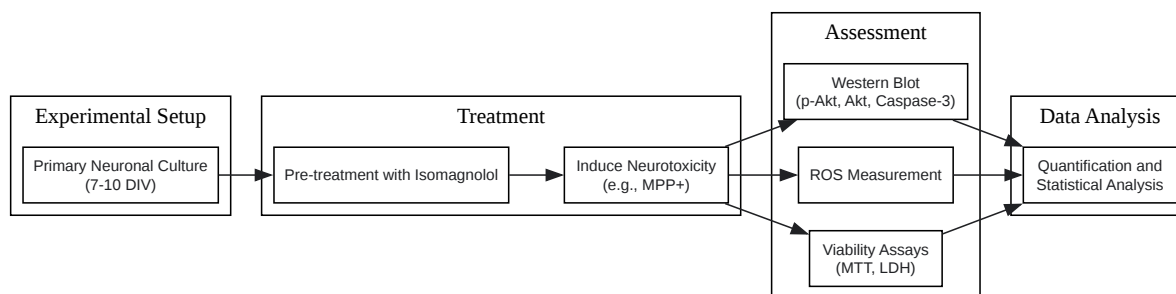 Experimental Setup
Primary Neuronal Culture
(7-10 DIV)
Treatment
Pre-treatment with Isomagnolol
Induce Neurotoxicity
(e.g., MPP+)
Assessment
Western Blot
(p-Akt, Akt, Caspase-3)
ROS Measurement
Viability Assays
(MTT, LDH)
Data Analysis
Quantification and
Statistical Analysis